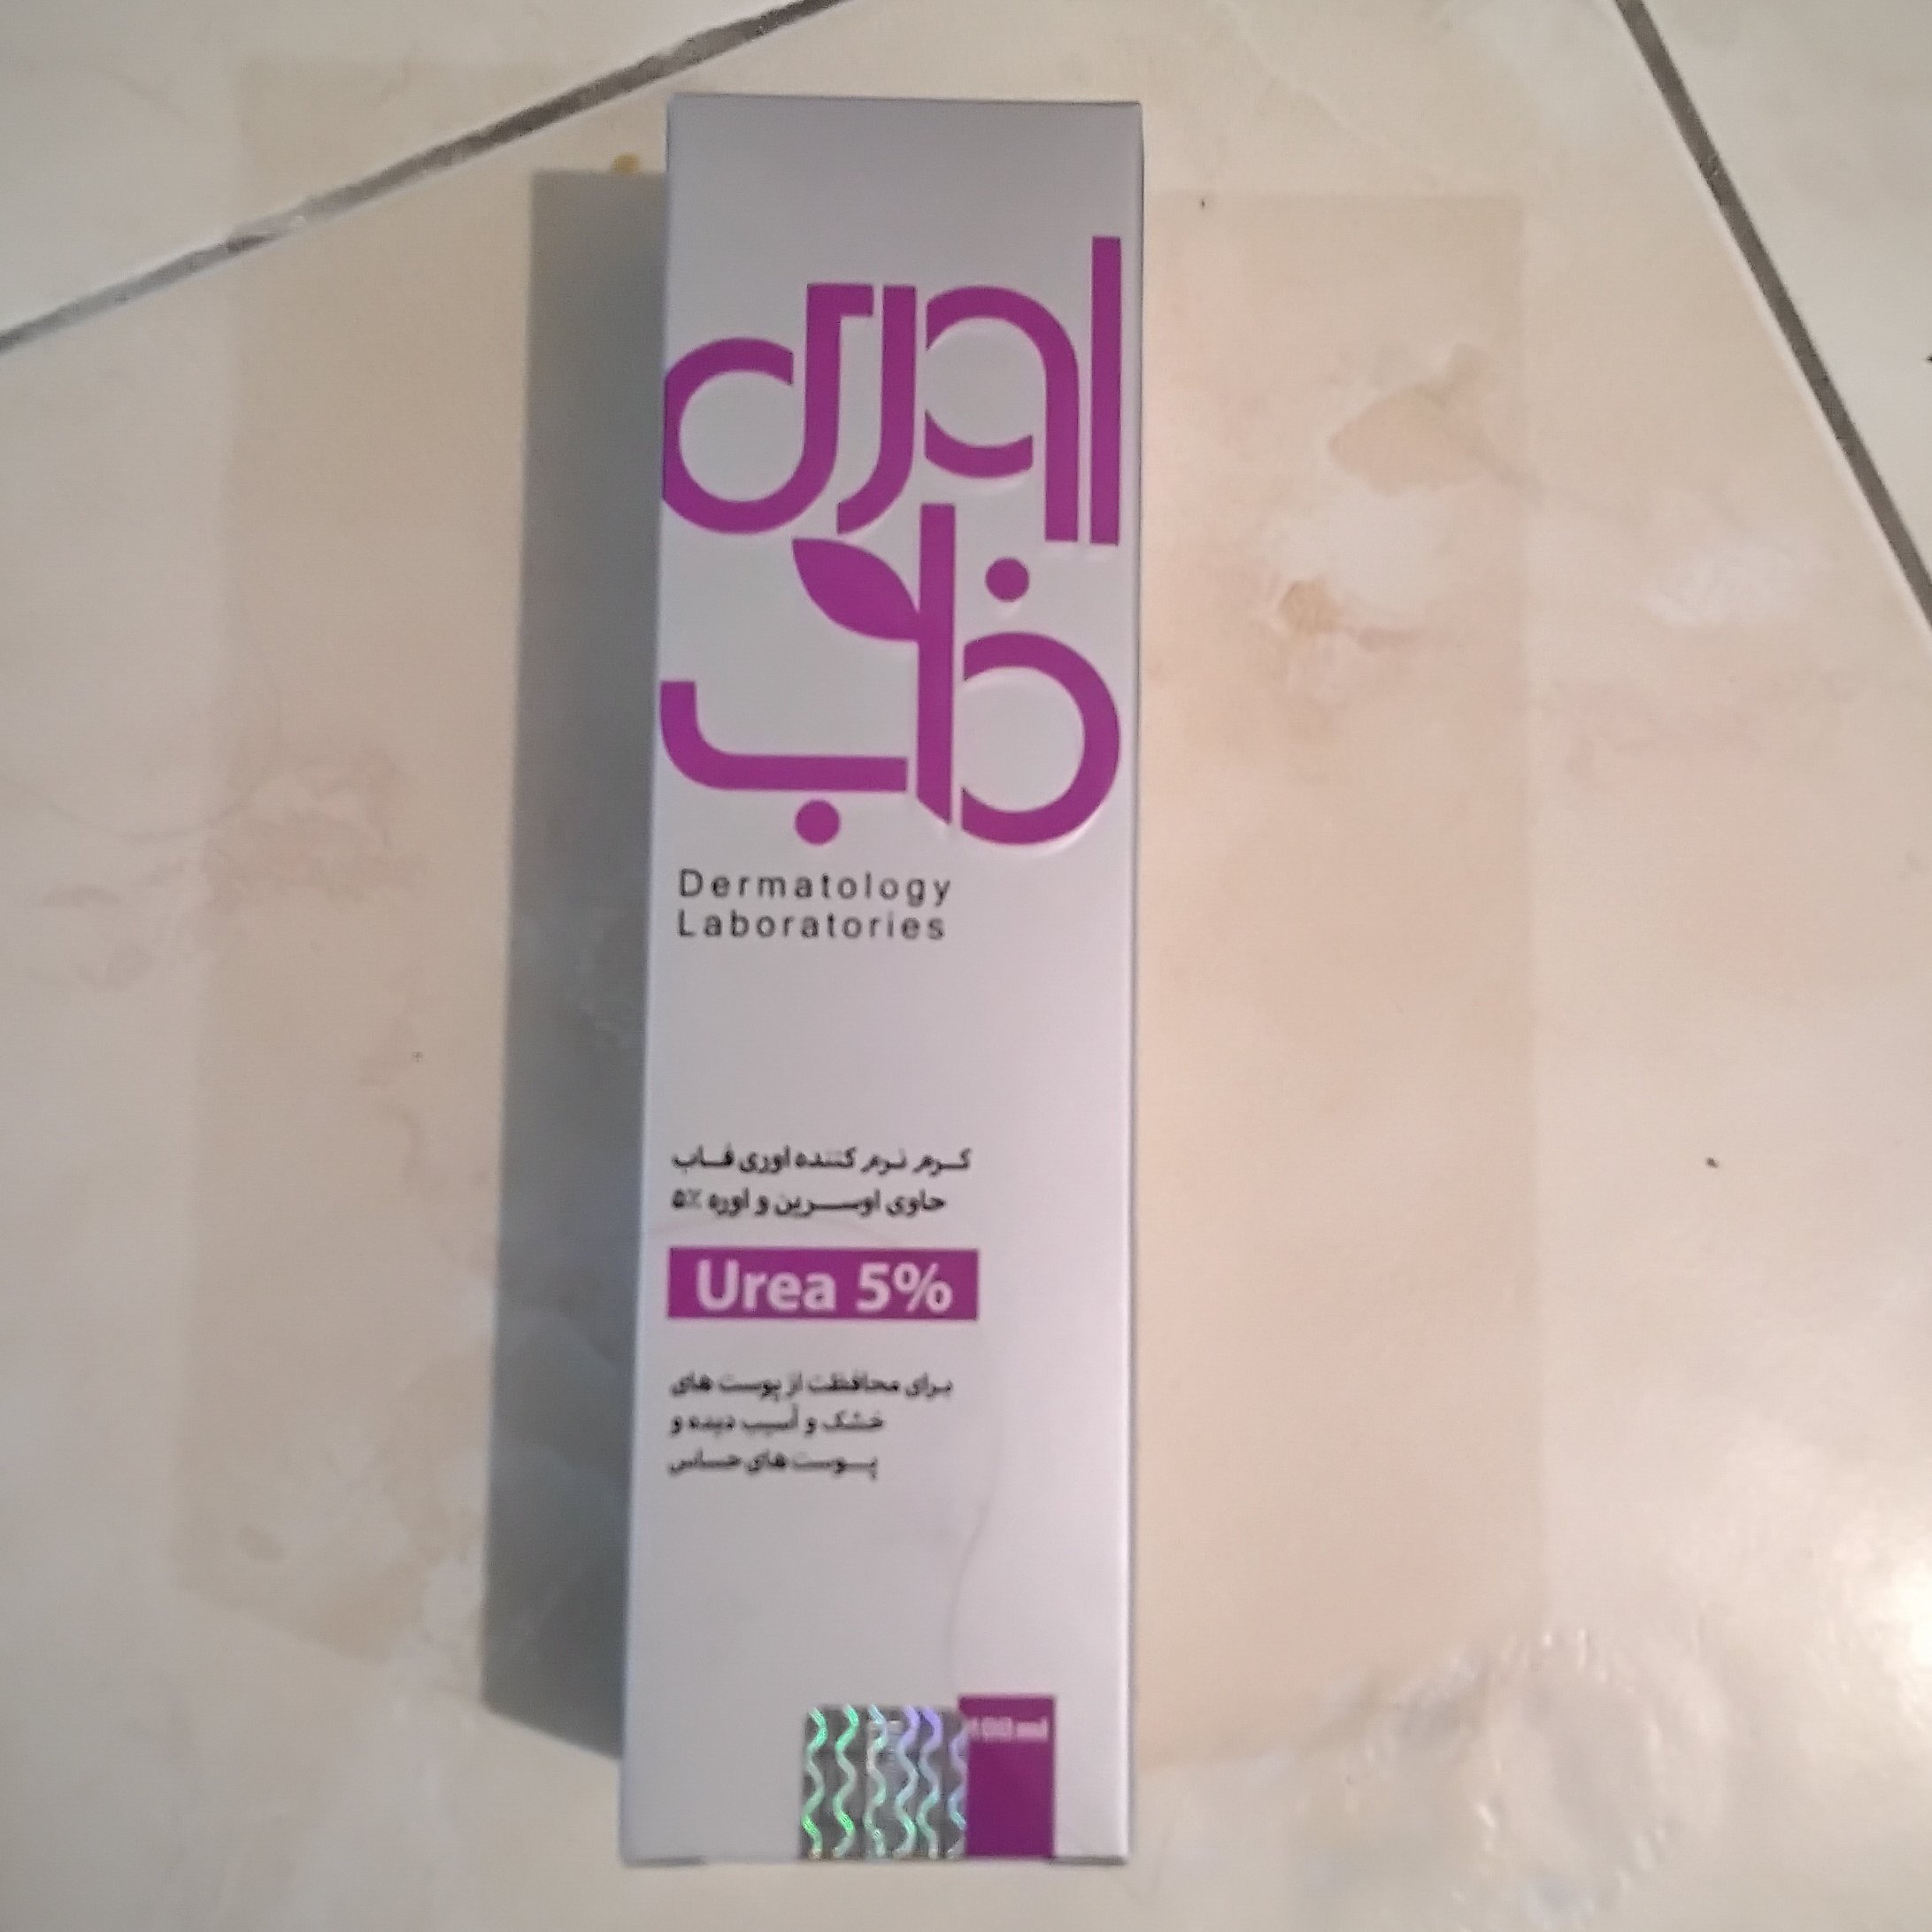 اوری
فاب
Dermatology
Laboratories
کرم نرم کننده اوری فاب
حاوی اوسرین و اوره ۵٪
Urea 5%
برای محافظت از پوست های
خشک و آسیب دیده و
پوست های حساس
100ml